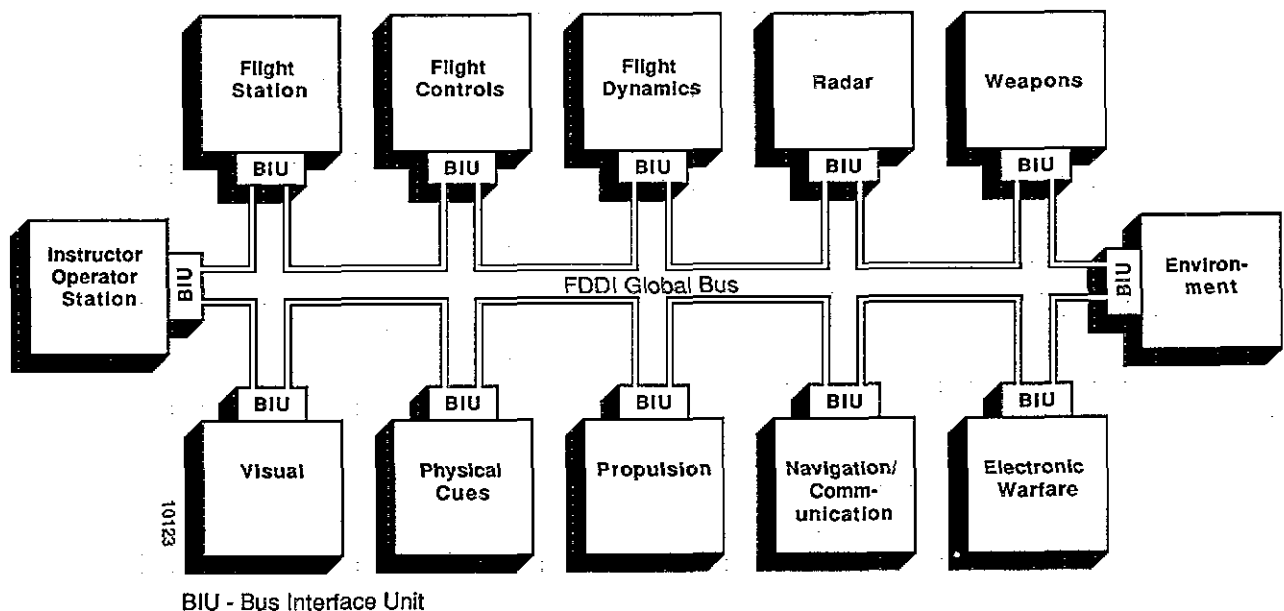 Flight
Station
BIU
Flight
Controls
BIU
Flight
Dynamics
BIU
Radar
BIU
Weapons
BIU
Instructor
Operator
Station
BIU
FDDI Global Bus
BIU
Environ-
ment
BIU
Visual
BIU
Physical
Cues
BIU
Propulsion
BIU
Navigation/
Comm-
unication
BIU
Electronic
Warfare
10123
BIU - Bus Interface Unit